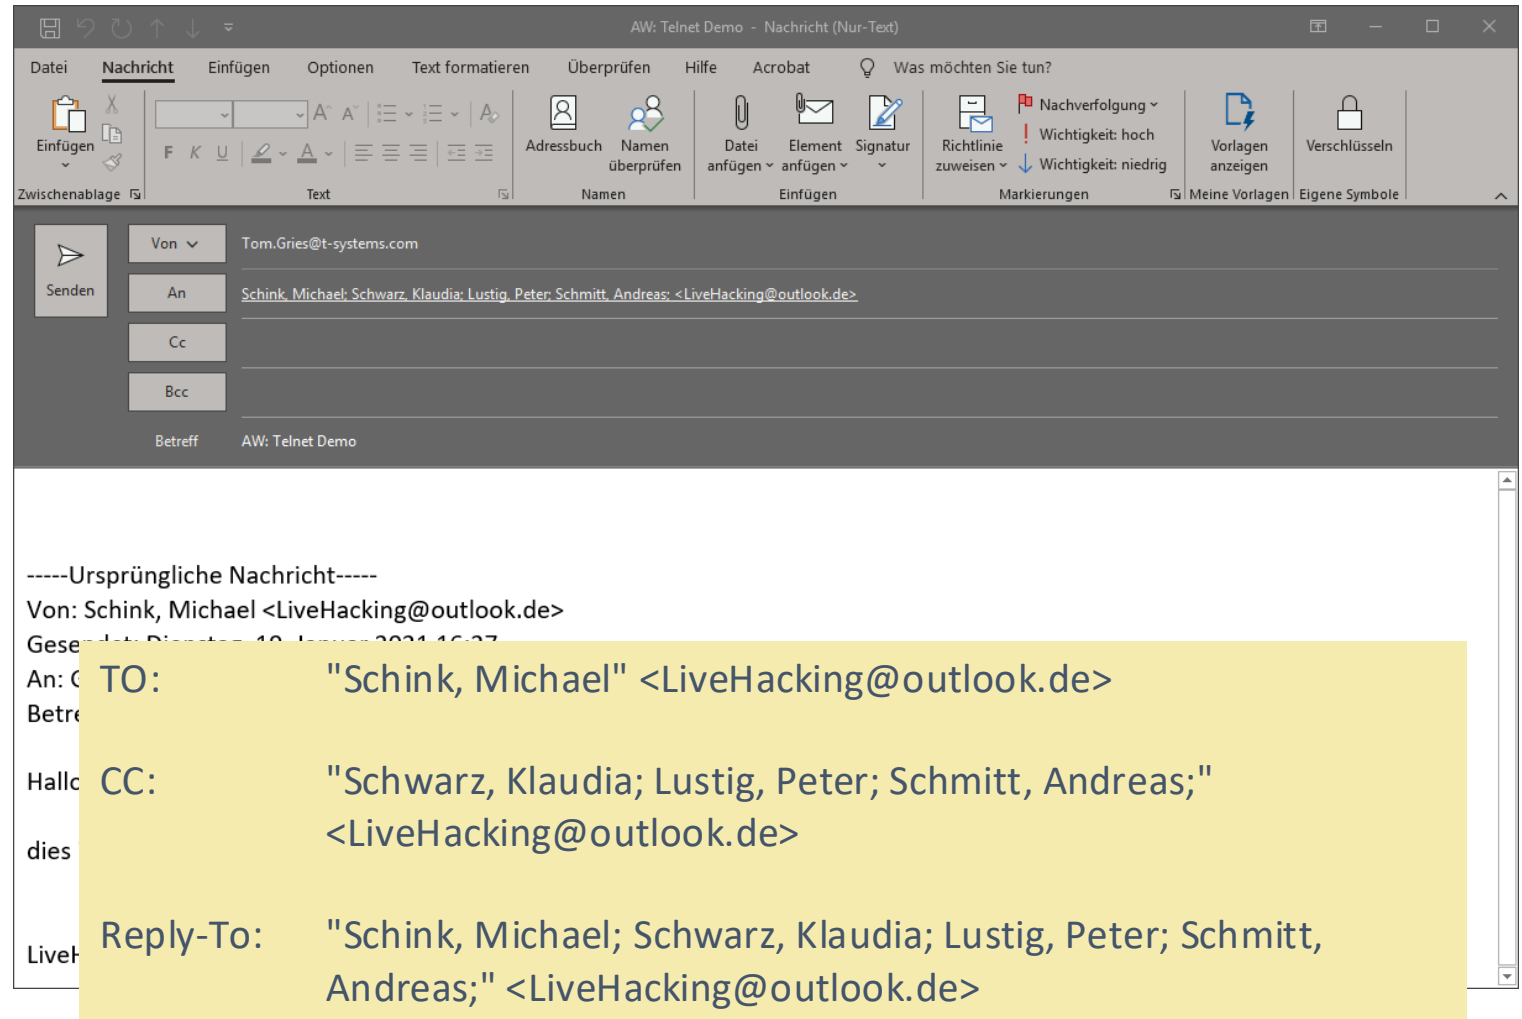 AW: Telnet Demo - Nachricht (Nur-Text)
Datei Nachricht Einfügen Optionen Text formatieren Überprüfen Hilfe Acrobat Was möchten Sie tun?
Einfügen
F K U
Adressbuch
Namen
überprüfen
Datei
anfügen
Element
anfügen
Signatur
Richtlinie
zuweisen
Nachverfolgung
Wichtigkeit: hoch
Wichtigkeit: niedrig
Vorlagen
anzeigen
Verschlüsseln
Zwischenablage Text Namen Einfügen Markierungen Meine Vorlagen Eigene Symbole
Senden
Von Tom.Gries@t-systems.com
An Schink, Michael; Schwarz, Klaudia; Lustig, Peter; Schmitt, Andreas; <LiveHacking@outlook.de>
Cc
Bcc
Betreff AW: Telnet Demo
-----Ursprüngliche Nachricht-----
Von: Schink, Michael <LiveHacking@outlook.de>
An:
dies
TO: "Schink, Michael" <LiveHacking@outlook.de>
CC: "Schwarz, Klaudia; Lustig, Peter; Schmitt, Andreas;"
<LiveHacking@outlook.de>
Reply-To: "Schink, Michael; Schwarz, Klaudia; Lustig, Peter; Schmitt,
Andreas;" <LiveHacking@outlook.de>